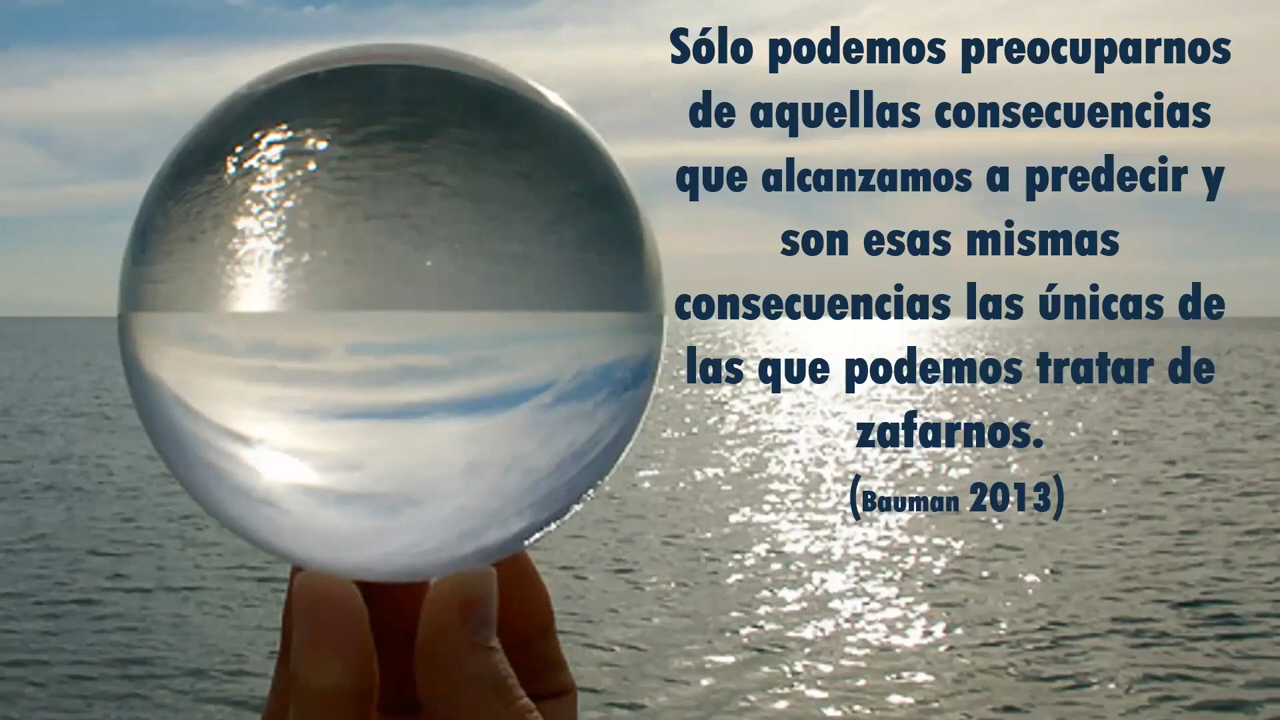 Sólo podemos preocuparnos
de aquellas consecuencias
que alcanzamos a predecir y
son esas mismas
consecuencias las únicas de
las que podemos tratar de
zafarnos.
(Bauman 2013)